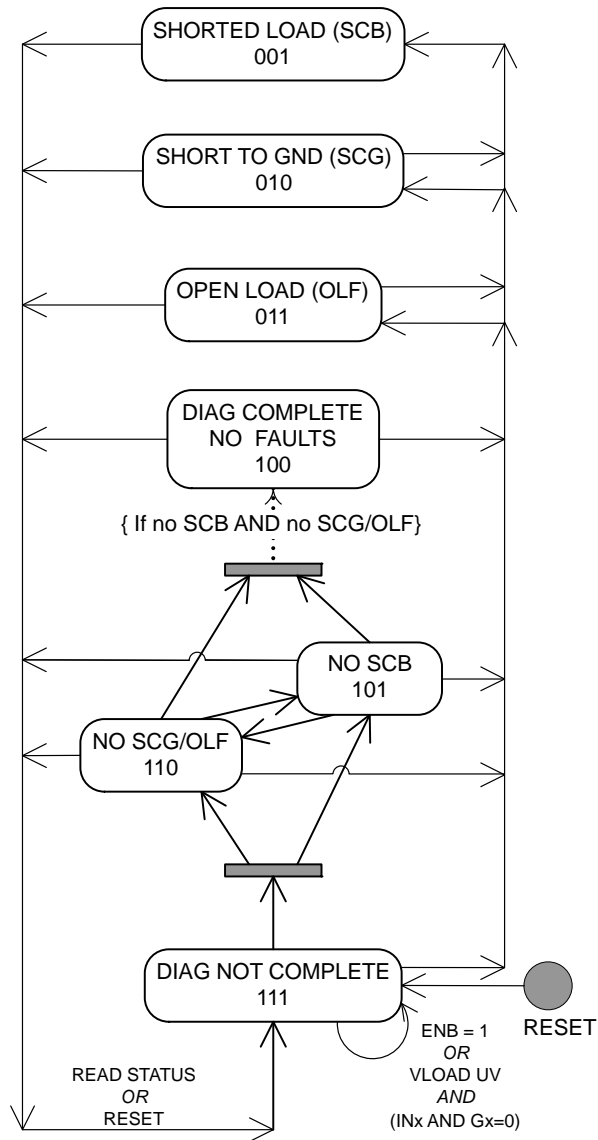 SHORTED LOAD (SCB)
001
SHORT TO GND (SCG)
010
OPEN LOAD (OLF)
011
DIAG COMPLETE
NO FAULTS
100
{ If no SCB AND no SCG/OLF}
NO SCB
101
NO SCG/OLF
110
DIAG NOT COMPLETE
111
RESET
ENB = 1
OR
VLOAD UV
AND
(INx AND Gx=0)
READ STATUS
OR
RESET